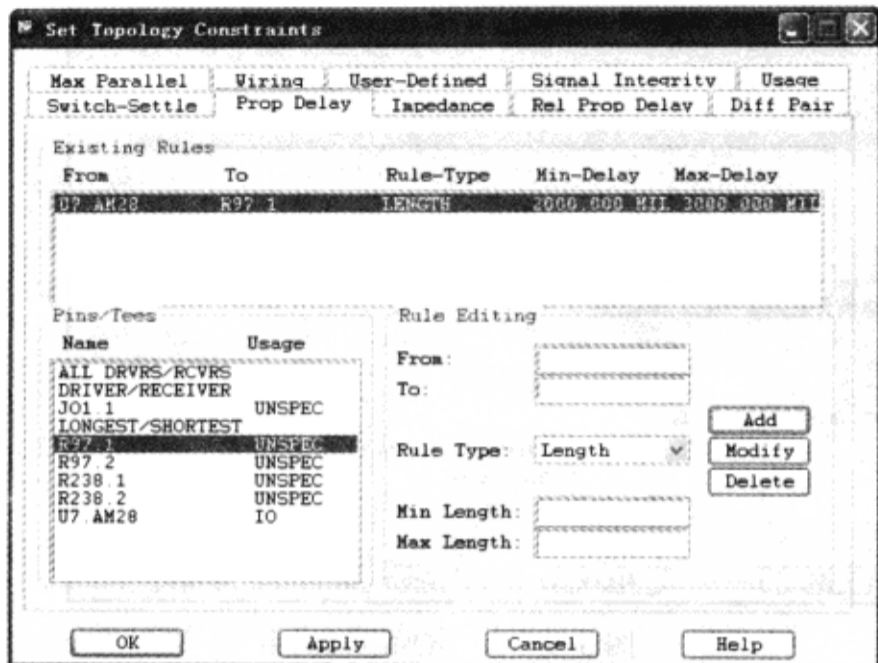 Set Topology Constraints
Max Parallel Wiring User-Defined Signal Integrity Usage
Switch-Settle Prop Delay Impedance Rel Prop Delay Diff Pair
Existing Rules
From To Rule-Type Min-Delay Max-Delay
U7.AM28 R97.1 LENGTH 2000.000 MIL 3000.000 MIL
Pins/Tees
Name Usage
ALL DRVRS/RCVRS
DRIVER/RECEIVER
JO1.1 UNSPEC
LONGEST/SHORTEST
R97.1 UNSPEC
R97.2 UNSPEC
R238.1 UNSPEC
R238.2 UNSPEC
U7.AM28 IO
Rule Editing
From:
To:
Rule Type: Length
Min Length:
Max Length:
Add
Modify
Delete
OK Apply Cancel Help